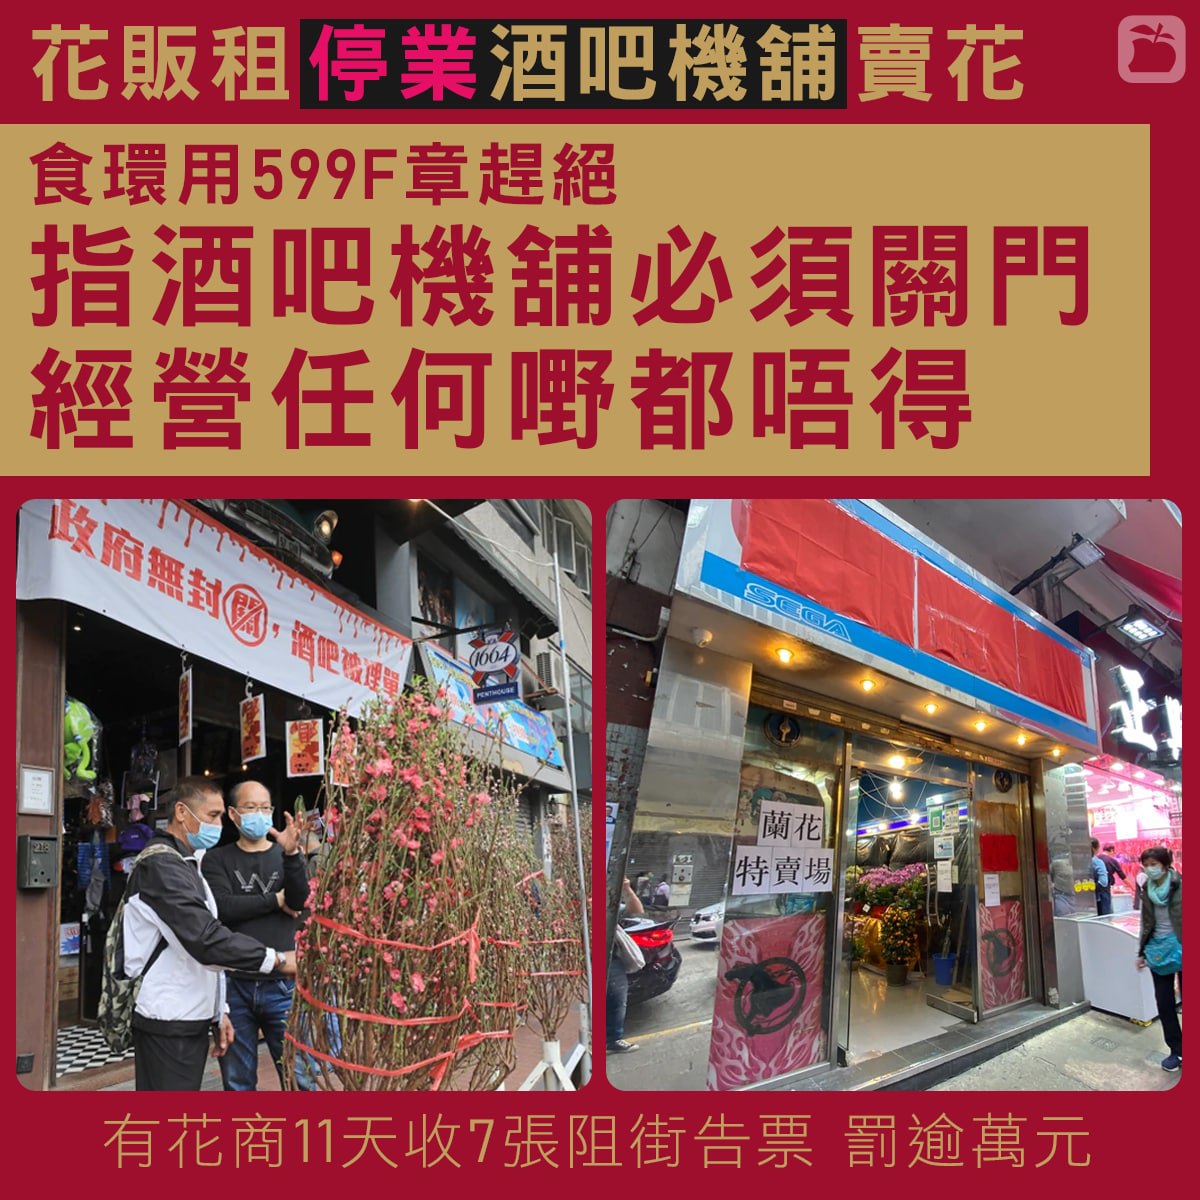 花販租停業酒吧機舖賣花
食環用599F章趕絕
指酒吧機舖必須關門
經營任何嘢都唔得
政府無封關，酒吧被埋單
1664
PENTHOUSE
218
SEGA
蘭花
特賣場
有花商11天收7張阻街告票 罰逾萬元